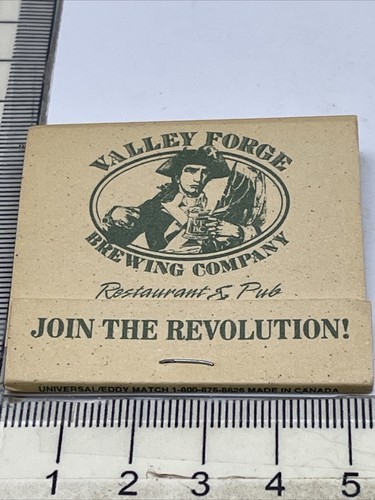 VALLEY FORGE
BREWING COMPANY
Restaurant & Pub
JOIN THE REVOLUTION!
UNIVERSAL/EDDY MATCH 1-800-875-8626 MADE IN CANADA
1 2 3 4 5